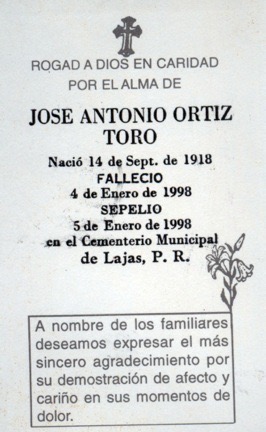 ROGAD A DIOS EN CARIDAD
POR EL ALMA DE
JOSE ANTONIO ORTIZ
TORO
Nació 14 de Sept. de 1918
FALLECIO
4 de Enero de 1998
SEPELIO
5 de Enero de 1998
en el Cementerio Municipal
de Lajas, P. R.
A nombre de los familiares
deseamos expresar el más
sincero agradecimiento por
su demostración de afecto y
cariño en sus momentos de
dolor.